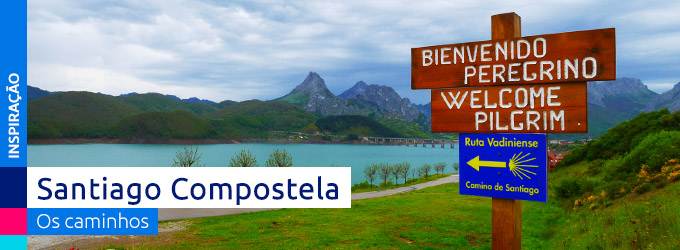 INSPIRAÇÃO
Santiago Compostela
Os caminhos
BIENVENIDO
PEREGRINO
WELCOME
PILGRIM
Ruta Vadiniense
Camino de Santiago